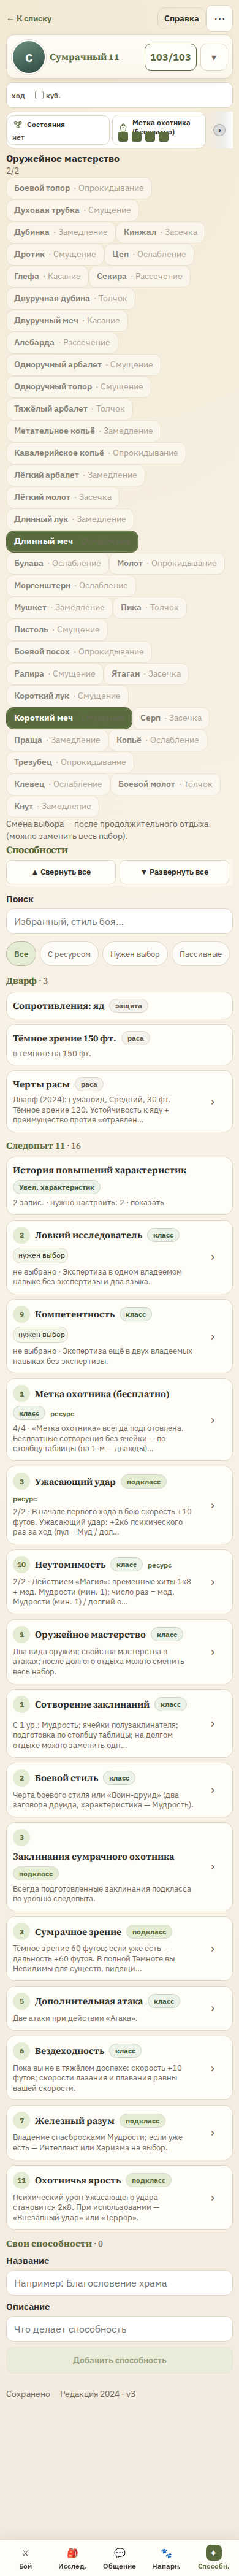 ← К списку
Справка
С
Сумрачный 11
103/103
ход
куб.
Состояния
нет
Метка охотника
Оружейное мастерство
2/2
Боевой топор · Опрокидывание
Духовая трубка · Смущение
Дубинка · Замедление Кинжал · Засечка
Дротик · Смущение Цеп · Ослабление
Глефа · Касание Секира · Рассечение
Двуручная дубина · Толчок
Двуручный меч · Касание
Алебарда · Рассечение
Одноручный арбалет · Смущение
Одноручный топор · Смущение
Тяжёлый арбалет · Толчок
Метательное копьё · Замедление
Кавалерийское копьё · Опрокидывание
Лёгкий арбалет · Замедление
Лёгкий молот · Засечка
Длинный лук · Замедление
Длинный меч
Булава · Ослабление Молот · Опрокидывание
Моргенштерн · Ослабление
Мушкет · Замедление Пика · Толчок
Пистоль · Смущение
Боевой посох · Опрокидывание
Рапира · Смущение Ятаган · Засечка
Короткий лук · Смущение
Короткий меч
Серп · Засечка
Праща · Замедление Копьё · Ослабление
Трезубец · Опрокидывание
Клевец · Ослабление Боевой молот · Толчок
Кнут · Замедление
Смена выбора — после продолжительного отдыха
(можно заменить весь набор).
Способности
▲ Свернуть все ▼ Развернуть все
Поиск
Избранный, стиль боя…
Все С ресурсом Нужен выбор Пассивные
Дварф · 3
Сопротивления: яд защита
Тёмное зрение 150 фт. раса
в темноте на 150 фт.
Черты расы раса
Дварф (2024): гуманоид, Средний, 30 фт.
Тёмное зрение 120. Устойчивость к яду +
преимущество против «отравлен…
Следопыт 11 · 16
История повышений характеристик
Увел. характеристик
2 запис. · нужно настроить: 2 · показать
2 Ловкий исследователь класс
нужен выбор
не выбрано · Экспертиза в одном владеемом
навыке без экспертизы и два языка.
9 Компетентность класс
нужен выбор
не выбрано · Экспертиза ещё в двух владеемых
навыках без экспертизы.
1 Метка охотника (бесплатно)
класс ресурс
4/4 · «Метка охотника» всегда подготовлена.
Бесплатные сотворения без ячейки — по
столбцу таблицы (на 1-м — дважды)…
3 Ужасающий удар подкласс
ресурс
2/2 · В начале первого хода в бою скорость +10
футов. Ужасающий удар: +2к6 психического
раз за ход (пул = Муд / дол…
10 Неутомимость класс ресурс
2/2 · Действием «Магия»: временные хиты 1к8
+ мод. Мудрости (мин. 1); число раз = мод.
Мудрости (мин. 1) / долгий о…
1 Оружейное мастерство класс
Два вида оружия; свойства мастерства в
атаках; после долгого отдыха можно сменить
весь набор.
1 Сотворение заклинаний класс
С 1 ур.: Мудрость; ячейки полузаклинателя;
подготовка по столбцу таблицы; на долгом
отдыхе можно заменить одн…
2 Боевой стиль класс
Черта боевого стиля или «Воин-друид» (два
заговора друида, характеристика — Мудрость).
3
Заклинания сумрачного охотника
подкласс
Всегда подготовленные заклинания подкласса
по уровню следопыта.
3 Сумрачное зрение подкласс
Тёмное зрение 60 футов; если уже есть —
дальность +60 футов. В полной Темноте вы
Невидимы для существ, видящи…
5 Дополнительная атака класс
Две атаки при действии «Атака».
6 Вездеходность класс
Пока вы не в тяжёлом доспехе: скорость +10
футов; скорости лазания и плавания равны
вашей скорости.
7 Железный разум подкласс
Владение спасбросками Мудрости; если уже
есть — Интеллект или Харизма на выбор.
11 Охотничья ярость подкласс
Психический урон Ужасающего удара
становится 2к8. При использовании —
«Внезапный удар» или «Террор».
Свои способности · 0
Название
Например: Благословение храма
Описание
Что делает способность
Добавить способность
Сохранено Редакция 2024 · v3
Бой Исслед. Общение Напарн. Способн.